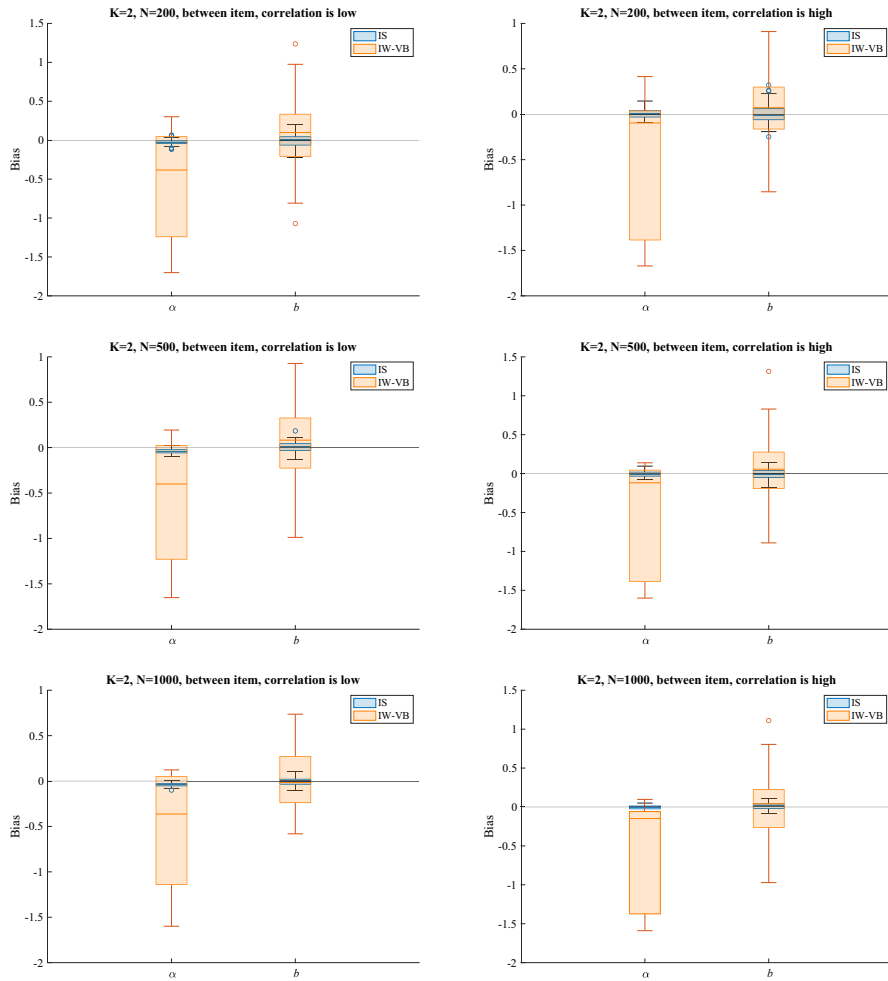 K=2, N=200, between item, correlation is low
1.5
1
0.5
0
-0.5
-1
-1.5
-2
Bias
α
b
IS
IW-VB
K=2, N=200, between item, correlation is high
1
0.5
0
-0.5
-1
-1.5
-2
Bias
α
b
IS
IW-VB
K=2, N=500, between item, correlation is low
1
0.5
0
-0.5
-1
-1.5
-2
Bias
α
b
IS
IW-VB
K=2, N=500, between item, correlation is high
1.5
1
0.5
0
-0.5
-1
-1.5
-2
Bias
α
b
IS
IW-VB
K=2, N=1000, between item, correlation is low
1
0.5
0
-0.5
-1
-1.5
-2
Bias
α
b
IS
IW-VB
K=2, N=1000, between item, correlation is high
1.5
1
0.5
0
-0.5
-1
-1.5
-2
Bias
α
b
IS
IW-VB